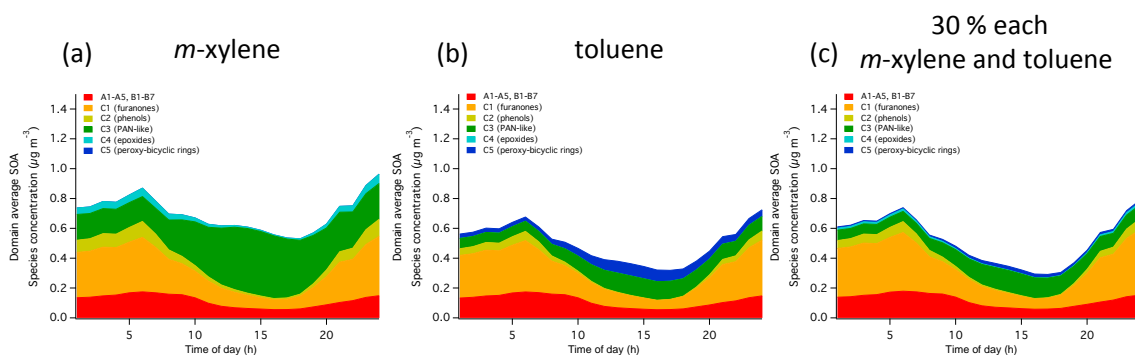 (a)
m-xylene
Domain average SOA
Species concentration (µg m⁻³)
1.4
1.2
1.0
0.8
0.6
0.4
0.2
0.0
A1-A5, B1-B7
C1 (furanones)
C2 (phenols)
C3 (PAN-like)
C4 (epoxides)
C5 (peroxy-bicyclic rings)
5
10
15
20
Time of day (h)
(b)
toluene
Domain average SOA
Species concentration (µg m⁻³)
1.4
1.2
1.0
0.8
0.6
0.4
0.2
0.0
A1-A5, B1-B7
C1 (furanones)
C2 (phenols)
C3 (PAN-like)
C4 (epoxides)
C5 (peroxy-bicyclic rings)
5
10
15
20
Time of day (h)
(c)
30 % each
m-xylene and toluene
Domain average SOA
Species concentration (µg m⁻³)
1.4
1.2
1.0
0.8
0.6
0.4
0.2
0.0
A1-A5, B1-B7
C1 (furanones)
C2 (phenols)
C3 (PAN-like)
C4 (epoxides)
C5 (peroxy-bicyclic rings)
5
10
15
20
Time of day (h)